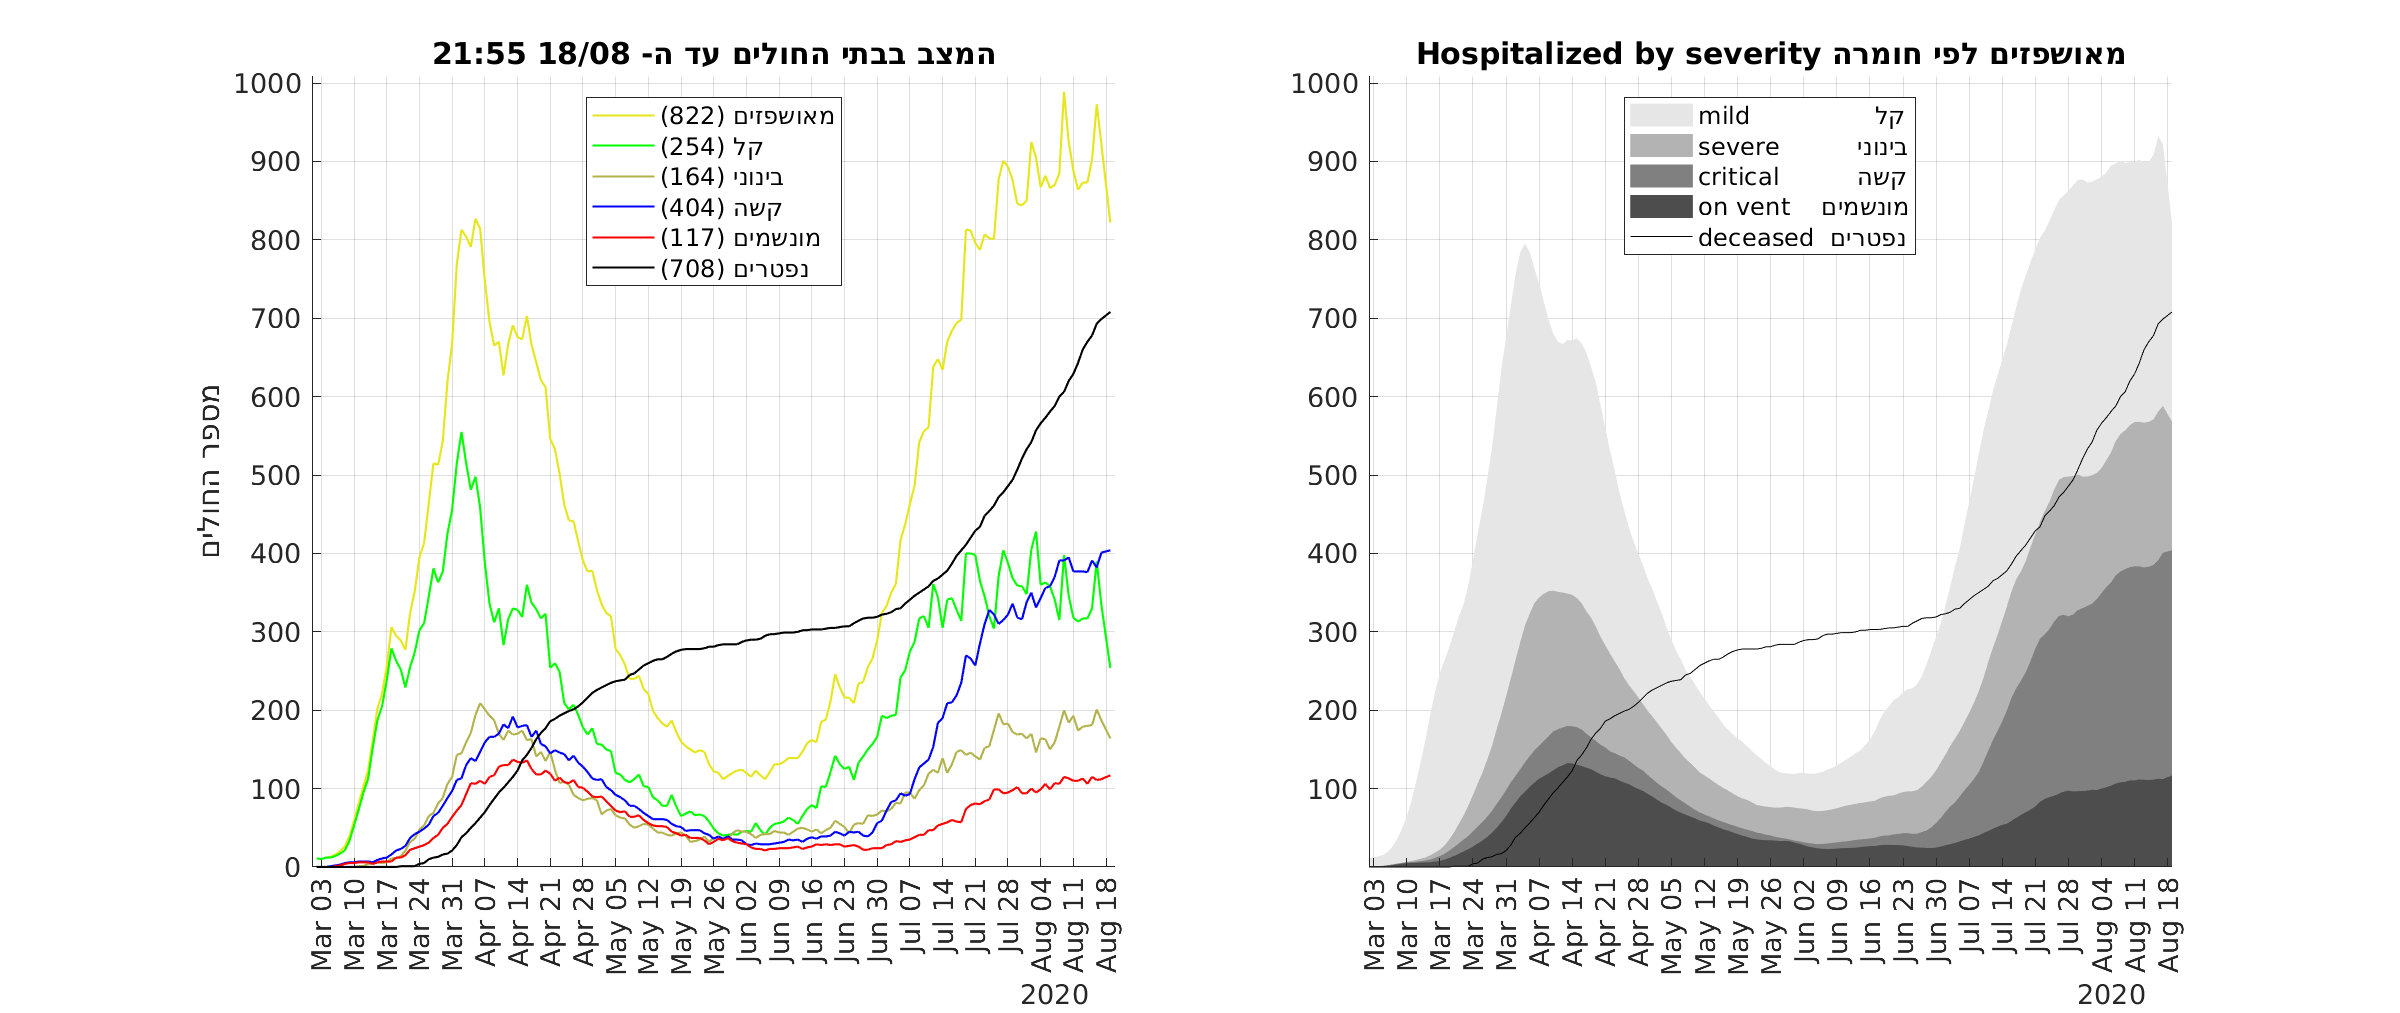 המצב בבתי החולים עד ה- 18/08 21:55
מספר החולים
1000
900
800
700
600
500
400
300
200
100
0
מאושפזים (822)
קל (254)
בינוני (164)
קשה (404)
מונשמים (117)
נפטרים (708)
Mar 03
Mar 10
Mar 17
Mar 24
Mar 31
Apr 07
Apr 14
Apr 21
Apr 28
May 05
May 12
May 19
May 26
Jun 02
Jun 09
Jun 16
Jun 23
Jun 30
Jul 07
Jul 14
Jul 21
Jul 28
Aug 04
Aug 11
Aug 18
2020
Hospitalized by severity מאושפזים לפי חומרה
1000
900
800
700
600
500
400
300
200
100
mild קל
severe בינוני
critical קשה
on vent מונשמים
deceased נפטרים
Mar 03
Mar 10
Mar 17
Mar 24
Mar 31
Apr 07
Apr 14
Apr 21
Apr 28
May 05
May 12
May 19
May 26
Jun 02
Jun 09
Jun 16
Jun 23
Jun 30
Jul 07
Jul 14
Jul 21
Jul 28
Aug 04
Aug 11
Aug 18
2020